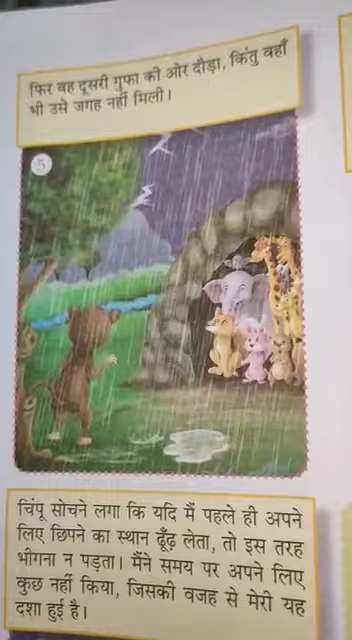 फिर वह दूसरी गुफा की ओर दौड़ा, किंतु वहाँ
भी उसे जगह नहीं मिली।
5
चिंपू सोचने लगा कि यदि मैं पहले ही अपने
लिए छिपने का स्थान ढूँढ़ लेता, तो इस तरह
भीगना न पड़ता। मैंने समय पर अपने लिए
कुछ नहीं किया, जिसकी वजह से मेरी यह
दशा हुई है।